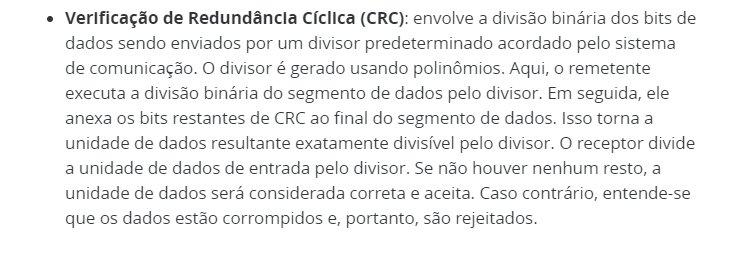 • Verificação de Redundância Cíclica (CRC): envolve a divisão binária dos bits de
dados sendo enviados por um divisor predeterminado acordado pelo sistema
de comunicação. O divisor é gerado usando polinômios. Aqui, o remetente
executa a divisão binária do segmento de dados pelo divisor. Em seguida, ele
anexa os bits restantes de CRC ao final do segmento de dados. Isso torna a
unidade de dados resultante exatamente divisível pelo divisor. O receptor divide
a unidade de dados de entrada pelo divisor. Se não houver nenhum resto, a
unidade de dados será considerada correta e aceita. Caso contrário, entende-se
que os dados estão corrompidos e, portanto, são rejeitados.